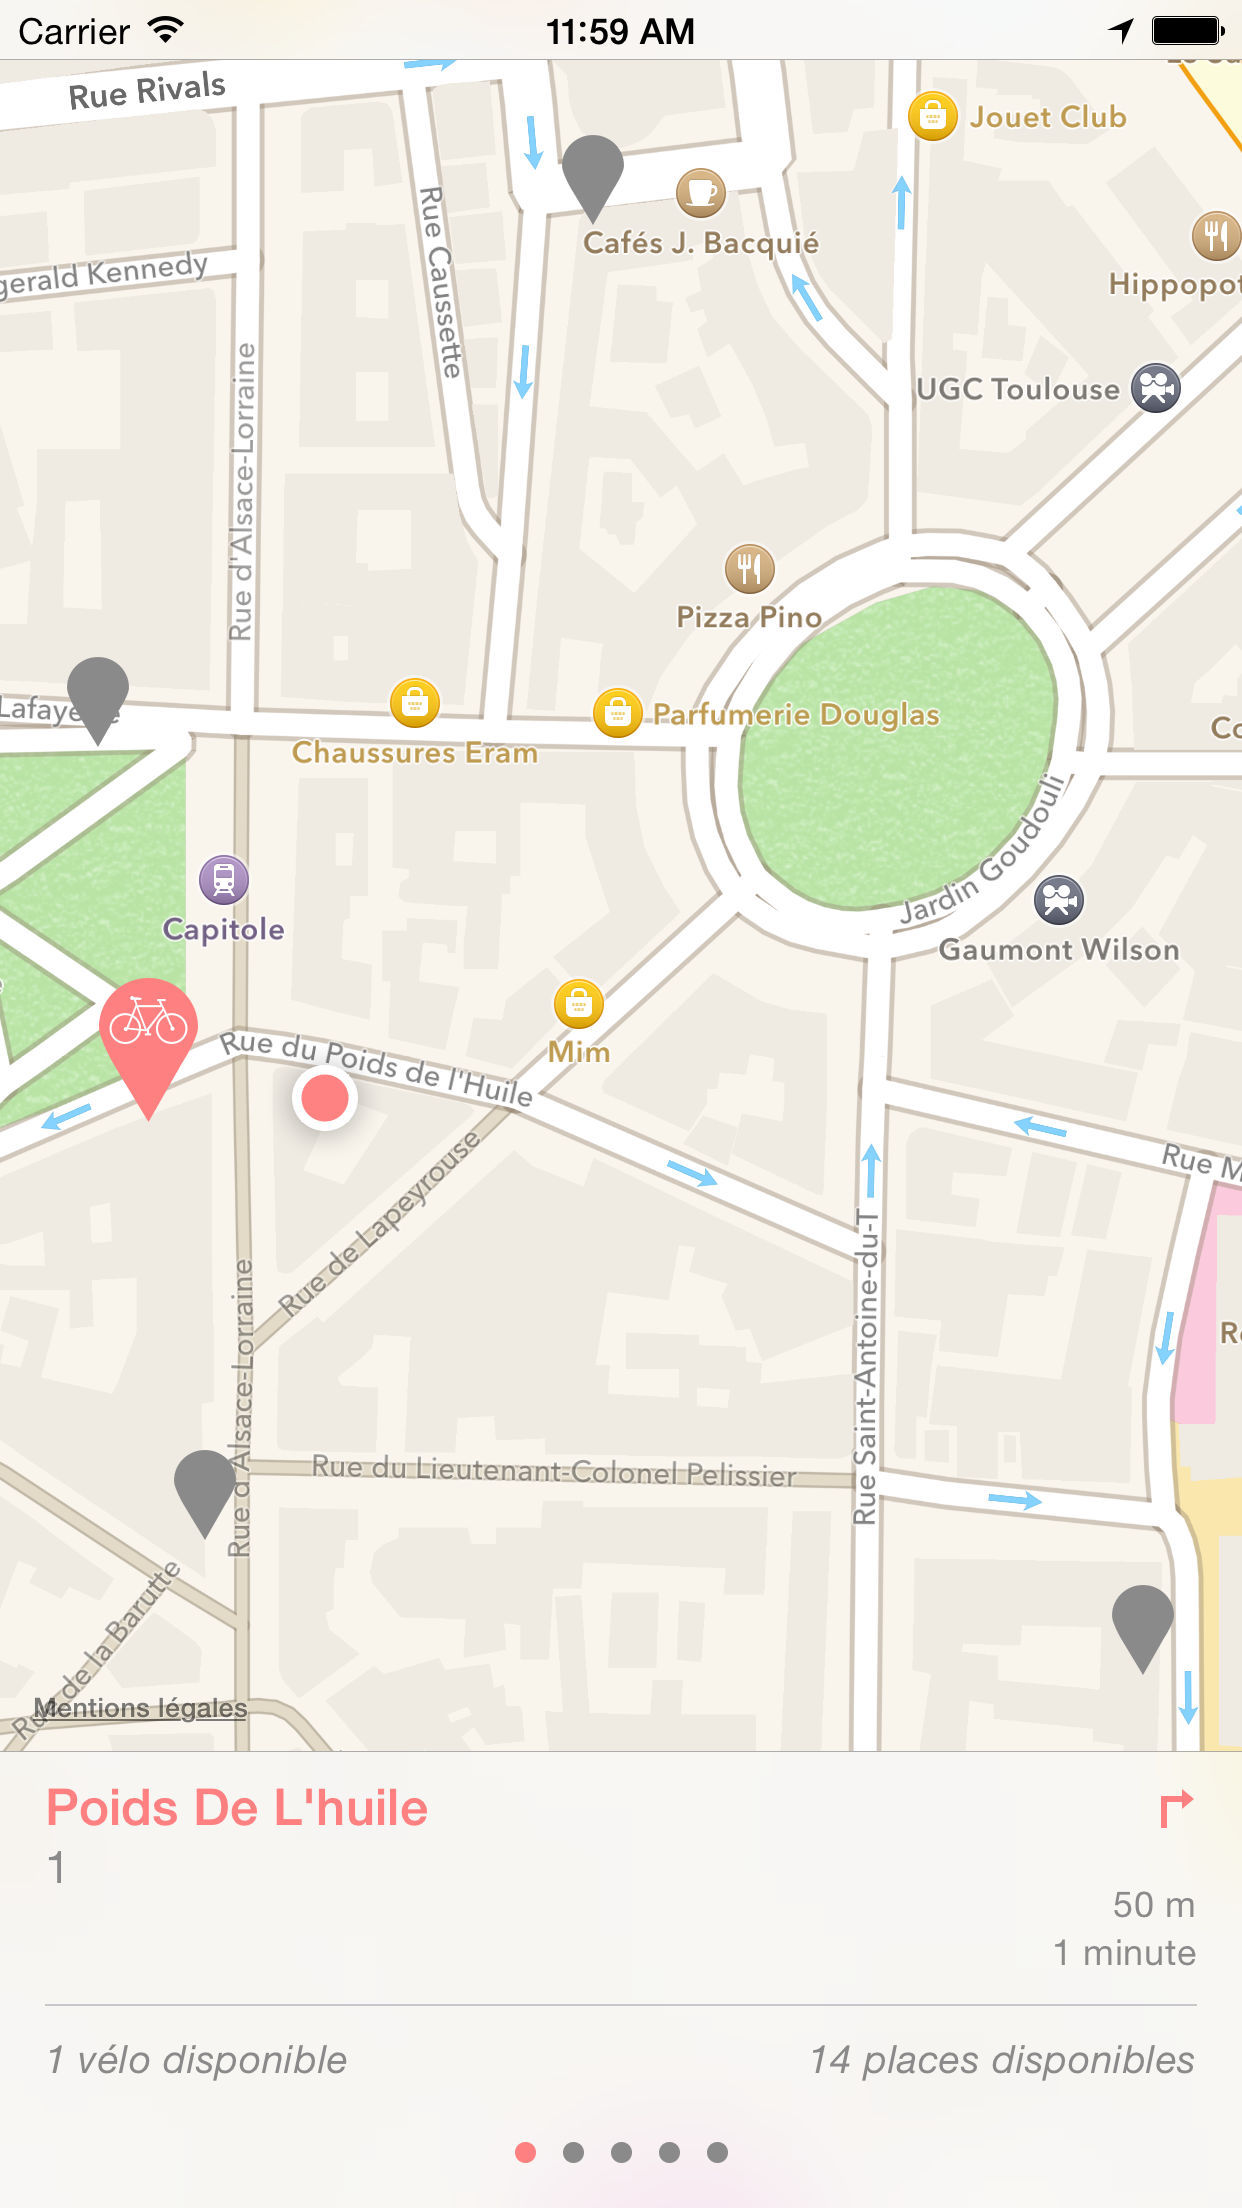 Carrier 11:59 AM
Rue Rivals
Jouet Club
Rue Caussette
Cafés J. Bacquié
gerald Kennedy
Hippopot
Rue d'Alsace-Lorraine
UGC Toulouse
Pizza Pino
Parfumerie Douglas
Chaussures Eram
Co
Jardin Goudouli
Capitole
Gaumont Wilson
Rue du Poids de l'Huile
Mim
Rue de Lapeyrouse
Rue M
Rue Saint-Antoine-du-T
Rue d'Alsace-Lorraine
Rue du Lieutenant-Colonel Pelissier
Rue de la Barutte
Mentions légales
Poids De L'huile
1
50 m
1 minute
1 vélo disponible
14 places disponibles